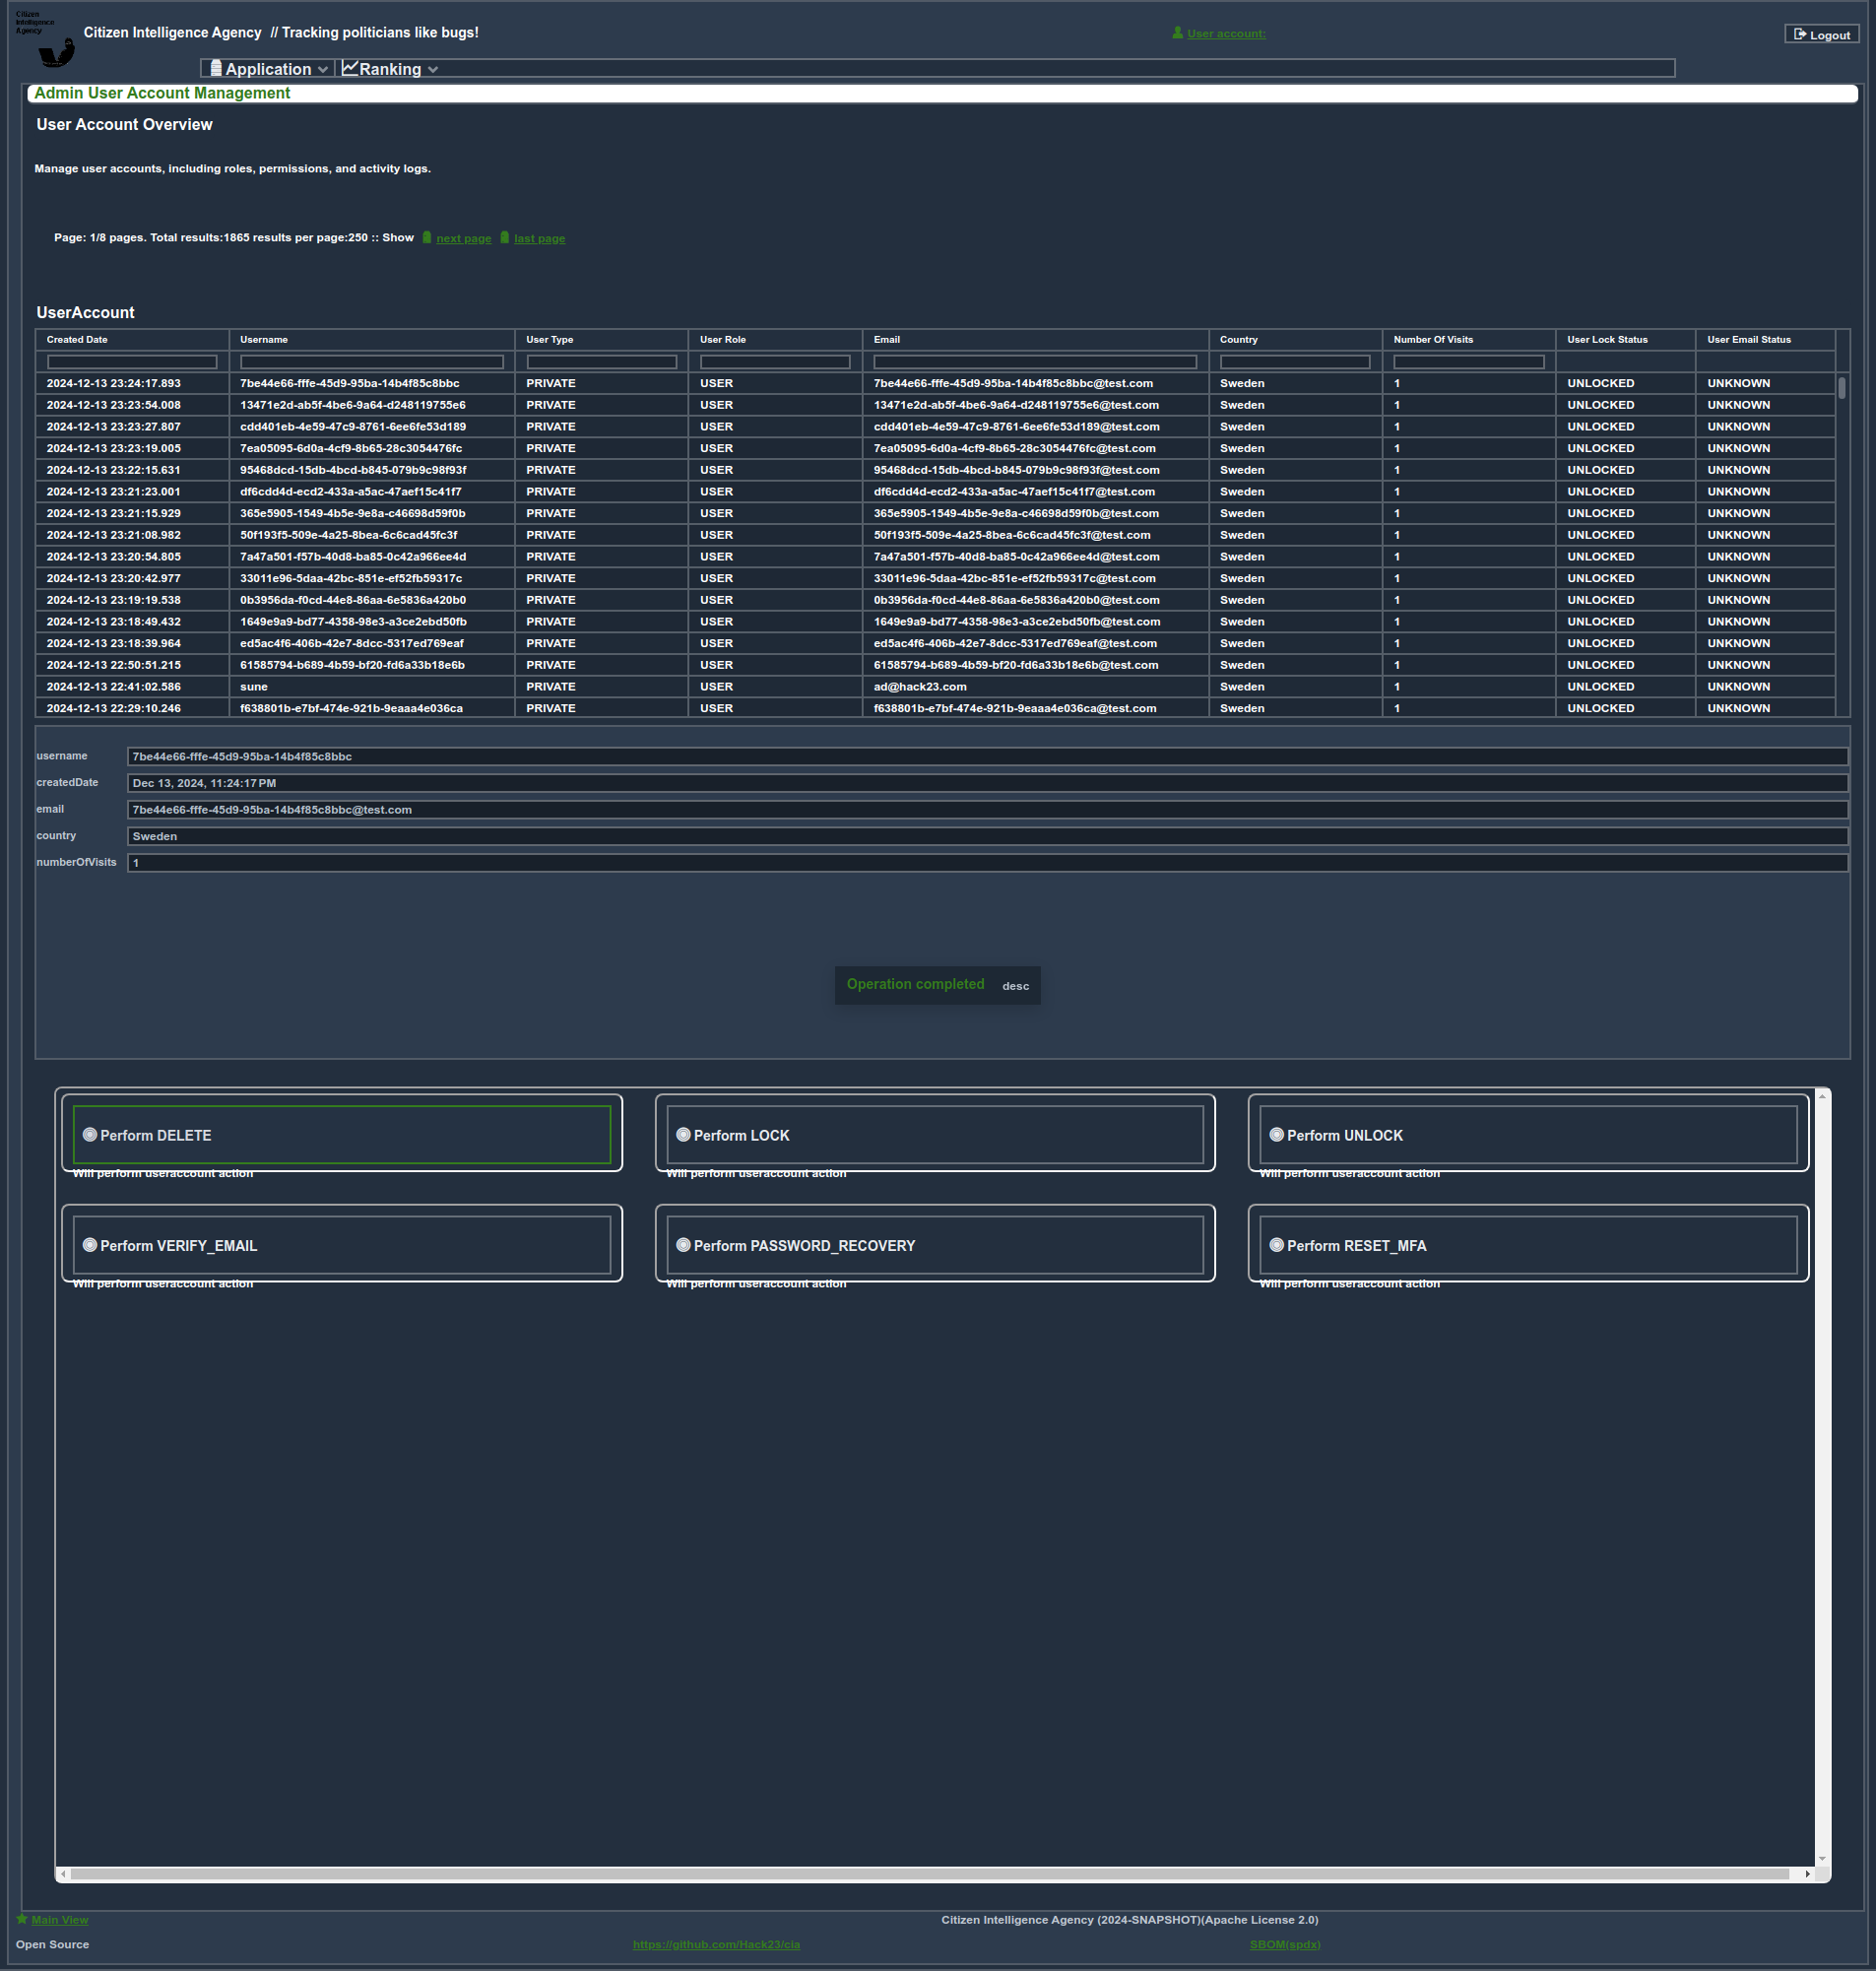 Citizen
Intelligence
Agency
Citizen Intelligence Agency // Tracking politicians like bugs!
User account:
Logout
Application
Ranking
Admin User Account Management
User Account Overview
Manage user accounts, including roles, permissions, and activity logs.
Page: 1/8 pages. Total results:1865 results per page:250 :: Show next page last page
UserAccount
Created Date Username User Type User Role Email Country Number Of Visits User Lock Status User Email Status
2024-12-13 23:24:17.893 7be44e66-fffe-45d9-95ba-14b4f85c8bbc PRIVATE USER 7be44e66-fffe-45d9-95ba-14b4f85c8bbc@test.com Sweden 1 UNLOCKED UNKNOWN
2024-12-13 23:23:54.008 13471e2d-ab5f-4be6-9a64-d248119755e6 PRIVATE USER 13471e2d-ab5f-4be6-9a64-d248119755e6@test.com Sweden 1 UNLOCKED UNKNOWN
2024-12-13 23:23:27.807 cdd401eb-4e59-47c9-8761-6ee6fe53d189 PRIVATE USER cdd401eb-4e59-47c9-8761-6ee6fe53d189@test.com Sweden 1 UNLOCKED UNKNOWN
2024-12-13 23:23:19.005 7ea05095-6d0a-4cf9-8b65-28c3054476fc PRIVATE USER 7ea05095-6d0a-4cf9-8b65-28c3054476fc@test.com Sweden 1 UNLOCKED UNKNOWN
2024-12-13 23:22:15.631 95468dcd-15db-4bcd-b845-079b9c98f93f PRIVATE USER 95468dcd-15db-4bcd-b845-079b9c98f93f@test.com Sweden 1 UNLOCKED UNKNOWN
2024-12-13 23:21:23.001 df6cdd4d-ecd2-433a-a5ac-47aef15c41f7 PRIVATE USER df6cdd4d-ecd2-433a-a5ac-47aef15c41f7@test.com Sweden 1 UNLOCKED UNKNOWN
2024-12-13 23:21:15.929 365e5905-1549-4b5e-9e8a-c46698d59f0b PRIVATE USER 365e5905-1549-4b5e-9e8a-c46698d59f0b@test.com Sweden 1 UNLOCKED UNKNOWN
2024-12-13 23:21:08.982 50f193f5-509e-4a25-8bea-6c6cad45fc3f PRIVATE USER 50f193f5-509e-4a25-8bea-6c6cad45fc3f@test.com Sweden 1 UNLOCKED UNKNOWN
2024-12-13 23:20:54.805 7a47a501-f57b-40d8-ba85-0c42a966ee4d PRIVATE USER 7a47a501-f57b-40d8-ba85-0c42a966ee4d@test.com Sweden 1 UNLOCKED UNKNOWN
2024-12-13 23:20:42.977 33011e96-5daa-42bc-851e-ef52fb59317c PRIVATE USER 33011e96-5daa-42bc-851e-ef52fb59317c@test.com Sweden 1 UNLOCKED UNKNOWN
2024-12-13 23:19:19.538 0b3956da-f0cd-44e8-86aa-6e5836a420b0 PRIVATE USER 0b3956da-f0cd-44e8-86aa-6e5836a420b0@test.com Sweden 1 UNLOCKED UNKNOWN
2024-12-13 23:18:49.432 1649e9a9-bd77-4358-98e3-a3ce2ebd50fb PRIVATE USER 1649e9a9-bd77-4358-98e3-a3ce2ebd50fb@test.com Sweden 1 UNLOCKED UNKNOWN
2024-12-13 23:18:39.964 ed5ac4f6-406b-42e7-8dcc-5317ed769eaf PRIVATE USER ed5ac4f6-406b-42e7-8dcc-5317ed769eaf@test.com Sweden 1 UNLOCKED UNKNOWN
2024-12-13 22:50:51.215 61585794-b689-4b59-bf20-fd6a33b18e6b PRIVATE USER 61585794-b689-4b59-bf20-fd6a33b18e6b@test.com Sweden 1 UNLOCKED UNKNOWN
2024-12-13 22:41:02.586 sune PRIVATE USER ad@hack23.com Sweden 1 UNLOCKED UNKNOWN
2024-12-13 22:29:10.246 f638801b-e7bf-474e-921b-9eaaa4e036ca PRIVATE USER f638801b-e7bf-474e-921b-9eaaa4e036ca@test.com Sweden 1 UNLOCKED UNKNOWN
username 7be44e66-fffe-45d9-95ba-14b4f85c8bbc
createdDate Dec 13, 2024, 11:24:17 PM
email 7be44e66-fffe-45d9-95ba-14b4f85c8bbc@test.com
country Sweden
numberOfVisits 1
Operation completed desc
Perform DELETE Perform LOCK Perform UNLOCK
Will perform useraccount action Will perform useraccount action Will perform useraccount action
Perform VERIFY_EMAIL Perform PASSWORD_RECOVERY Perform RESET_MFA
Will perform useraccount action Will perform useraccount action Will perform useraccount action
Main View Citizen Intelligence Agency (2024-SNAPSHOT)(Apache License 2.0)
Open Source https://github.com/Hack23/cia SBOM(spdx)